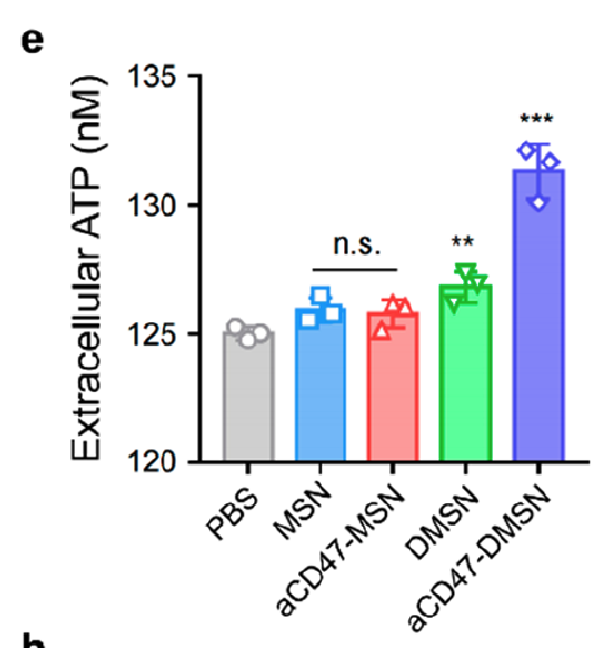 e
Extracellular ATP (nM)
135
130
125
120
n.s.
**
***
PBS
MSN
aCD47-MSN
DMSN
aCD47-DMSN